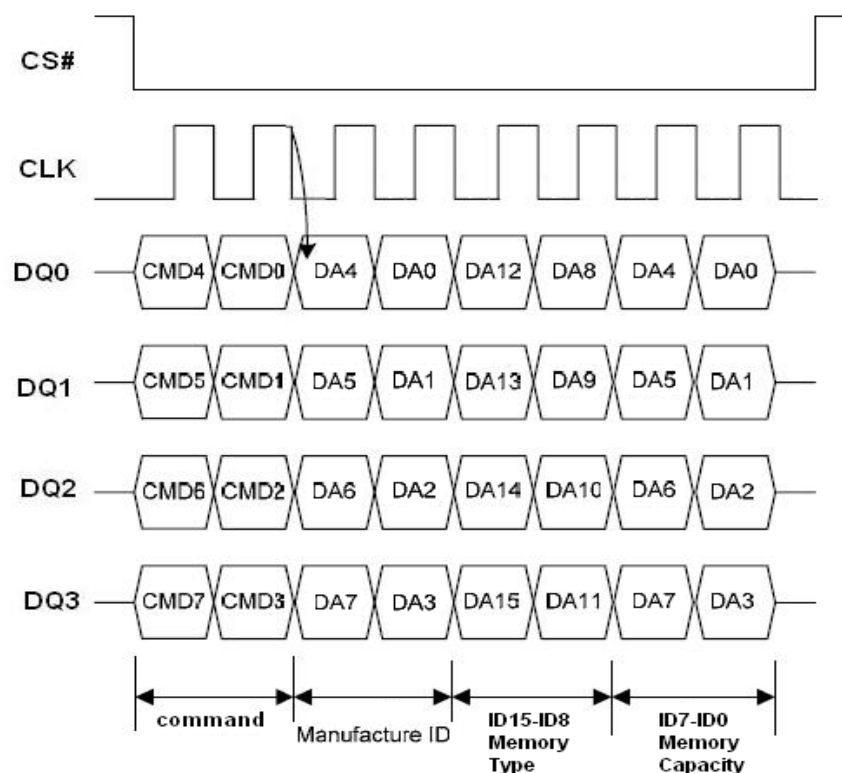 CS#
CLK
DQ0 CMD4 CMD0 DA4 DA0 DA12 DA8 DA4 DA0
DQ1 CMD5 CMD1 DA5 DA1 DA13 DA9 DA5 DA1
DQ2 CMD6 CMD2 DA6 DA2 DA14 DA10 DA6 DA2
DQ3 CMD7 CMD3 DA7 DA3 DA15 DA11 DA7 DA3
command
Manufacture ID
ID15-ID8
Memory
Type
ID7-ID0
Memory
Capacity